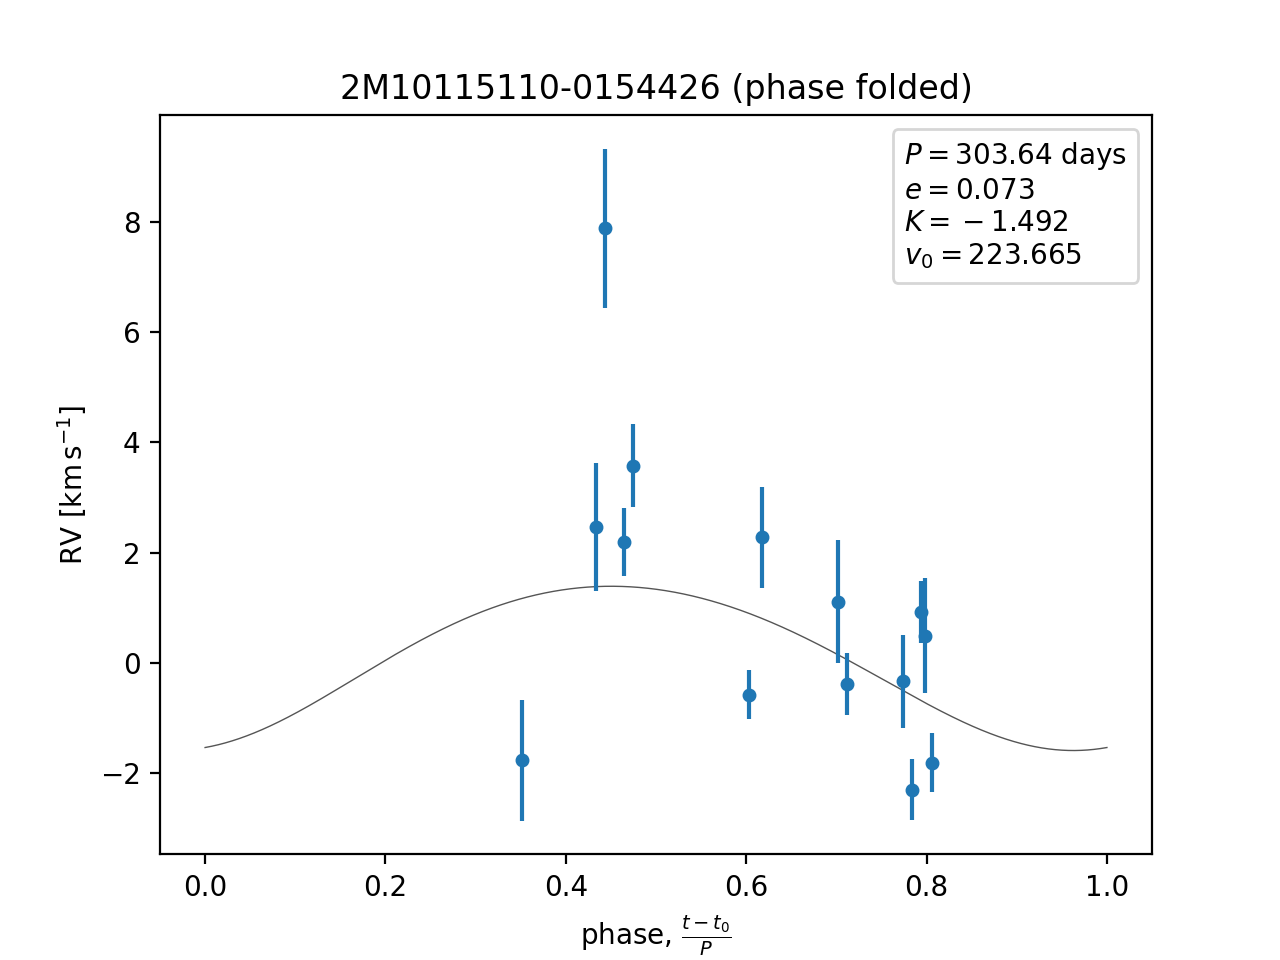 2M10115110-0154426 (phase folded)
P = 303.64 days
e = 0.073
K = − 1.492
v₀ = 223.665
8
6
4
2
0
−2
RV [km s⁻¹]
0.0 0.2 0.4 0.6 0.8 1.0
phase, (t − t₀)/P